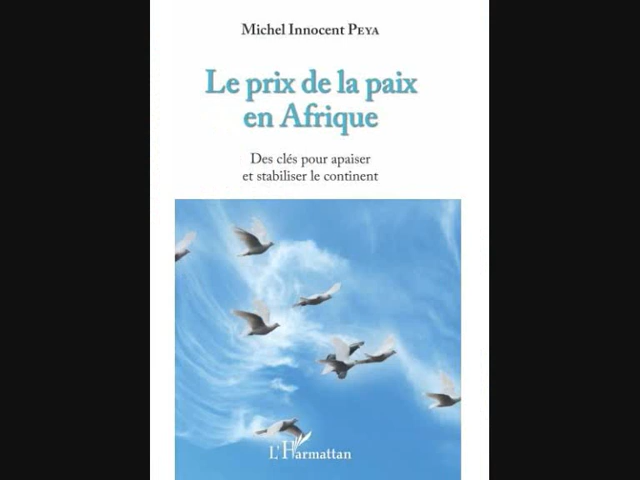 Michel Innocent PEYA
Le prix de la paix
en Afrique
Des clés pour apaiser
et stabiliser le continent
L'Harmattan